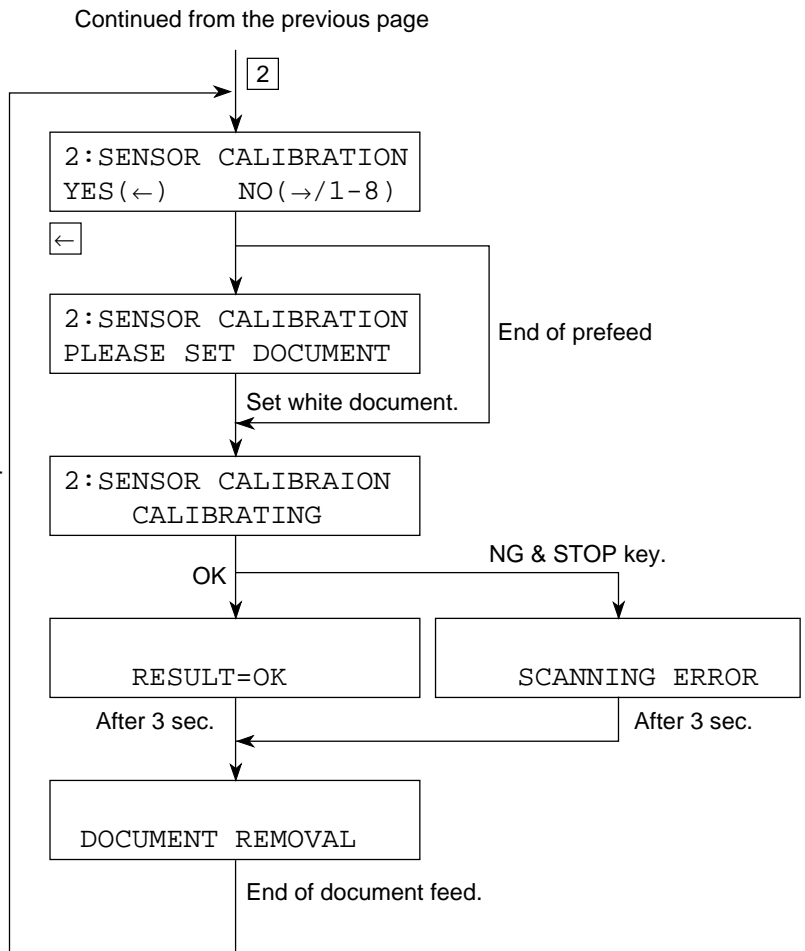 Continued from the previous page
2
2:SENSOR CALIBRATION
YES(←) NO(→/1-8)
←
2:SENSOR CALIBRATION
PLEASE SET DOCUMENT
End of prefeed
Set white document.
2:SENSOR CALIBRAION
CALIBRATING
NG & STOP key.
OK
RESULT=OK
SCANNING ERROR
After 3 sec.
After 3 sec.
DOCUMENT REMOVAL
End of document feed.